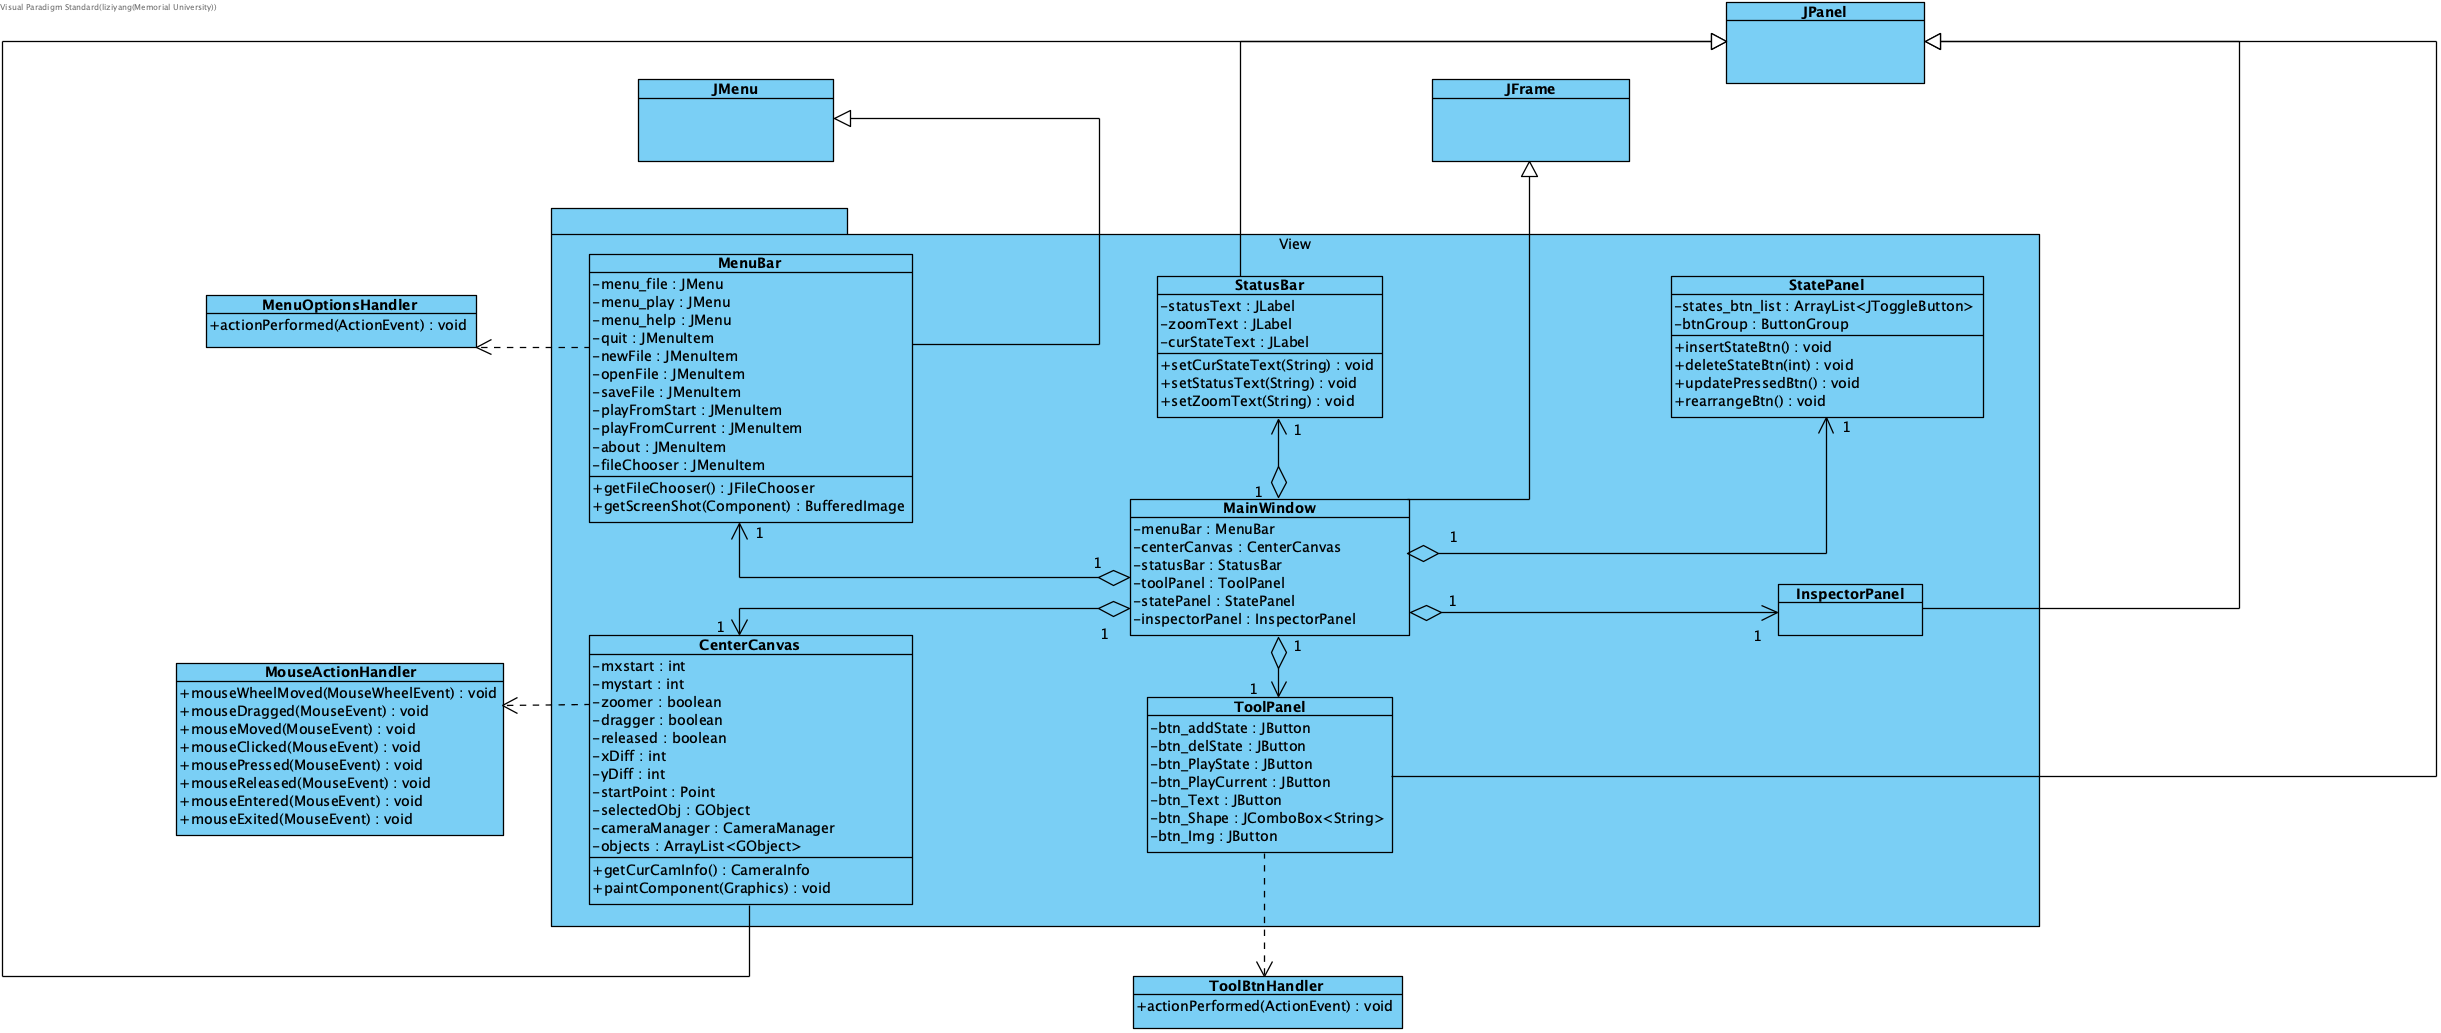 Visual Paradigm Standard(liziyang(Memorial University))
JPanel
JMenu
JFrame
View
MenuBar
-menu_file : JMenu
-menu_play : JMenu
-menu_help : JMenu
-quit : JMenuItem
-newFile : JMenuItem
-openFile : JMenuItem
-saveFile : JMenuItem
-playFromStart : JMenuItem
-playFromCurrent : JMenuItem
-about : JMenuItem
-fileChooser : JMenuItem
+getFileChooser() : JFileChooser
+getScreenShot(Component) : BufferedImage
StatusBar
-statusText : JLabel
-zoomText : JLabel
-curStateText : JLabel
+setCurStateText(String) : void
+setStatusText(String) : void
+setZoomText(String) : void
StatePanel
-states_btn_list : ArrayList<JToggleButton>
-btnGroup : ButtonGroup
+insertStateBtn() : void
+deleteStateBtn(int) : void
+updatePressedBtn() : void
+rearrangeBtn() : void
MenuOptionsHandler
+actionPerformed(ActionEvent) : void
1
1
1
1
MainWindow
-menuBar : MenuBar
-centerCanvas : CenterCanvas
-statusBar : StatusBar
-toolPanel : ToolPanel
-statePanel : StatePanel
-inspectorPanel : InspectorPanel
1
1
1
1
1
1
1
1
InspectorPanel
CenterCanvas
-mxstart : int
-mystart : int
-zoomer : boolean
-dragger : boolean
-released : boolean
-xDiff : int
-yDiff : int
-startPoint : Point
-selectedObj : GObject
-cameraManager : CameraManager
-objects : ArrayList<GObject>
+getCurCamInfo() : CameraInfo
+paintComponent(Graphics) : void
MouseActionHandler
+mouseWheelMoved(MouseWheelEvent) : void
+mouseDragged(MouseEvent) : void
+mouseMoved(MouseEvent) : void
+mouseClicked(MouseEvent) : void
+mousePressed(MouseEvent) : void
+mouseReleased(MouseEvent) : void
+mouseEntered(MouseEvent) : void
+mouseExited(MouseEvent) : void
ToolPanel
-btn_addState : JButton
-btn_delState : JButton
-btn_PlayState : JButton
-btn_PlayCurrent : JButton
-btn_Text : JButton
-btn_Shape : JComboBox<String>
-btn_Img : JButton
ToolBtnHandler
+actionPerformed(ActionEvent) : void